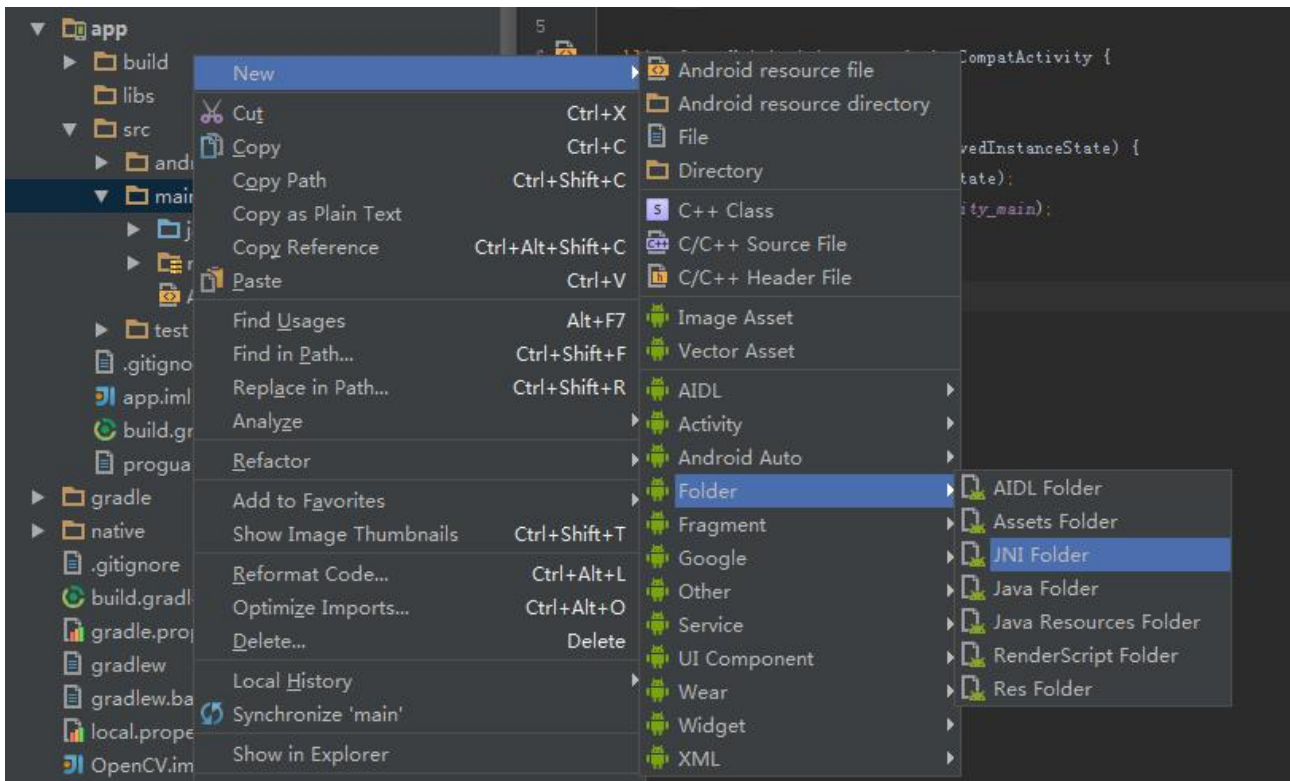 app
build
libs
src
main
test
.gitigno
app.iml
build.gr
progua
gradle
native
.gitignore
build.gradl
gradle.prop
gradlew
gradlew.ba
local.prope
OpenCV.im
New
Cut Ctrl+X
Copy Ctrl+C
Copy Path Ctrl+Shift+C
Copy as Plain Text
Copy Reference Ctrl+Alt+Shift+C
Paste Ctrl+V
Find Usages Alt+F7
Find in Path... Ctrl+Shift+F
Replace in Path... Ctrl+Shift+R
Analyze
Refactor
Add to Favorites
Show Image Thumbnails Ctrl+Shift+T
Reformat Code... Ctrl+Alt+L
Optimize Imports... Ctrl+Alt+O
Delete... Delete
Local History
Synchronize 'main'
Show in Explorer
Android resource file
Android resource directory
File
Directory
C++ Class
C/C++ Source File
C/C++ Header File
Image Asset
Vector Asset
AIDL
Activity
Android Auto
Folder
Fragment
Google
Other
Service
UI Component
Wear
Widget
XML
AIDL Folder
Assets Folder
JNI Folder
Java Folder
Java Resources Folder
RenderScript Folder
Res Folder
5
CompatActivity {
vedInstanceState) {
tate);
ity_main);